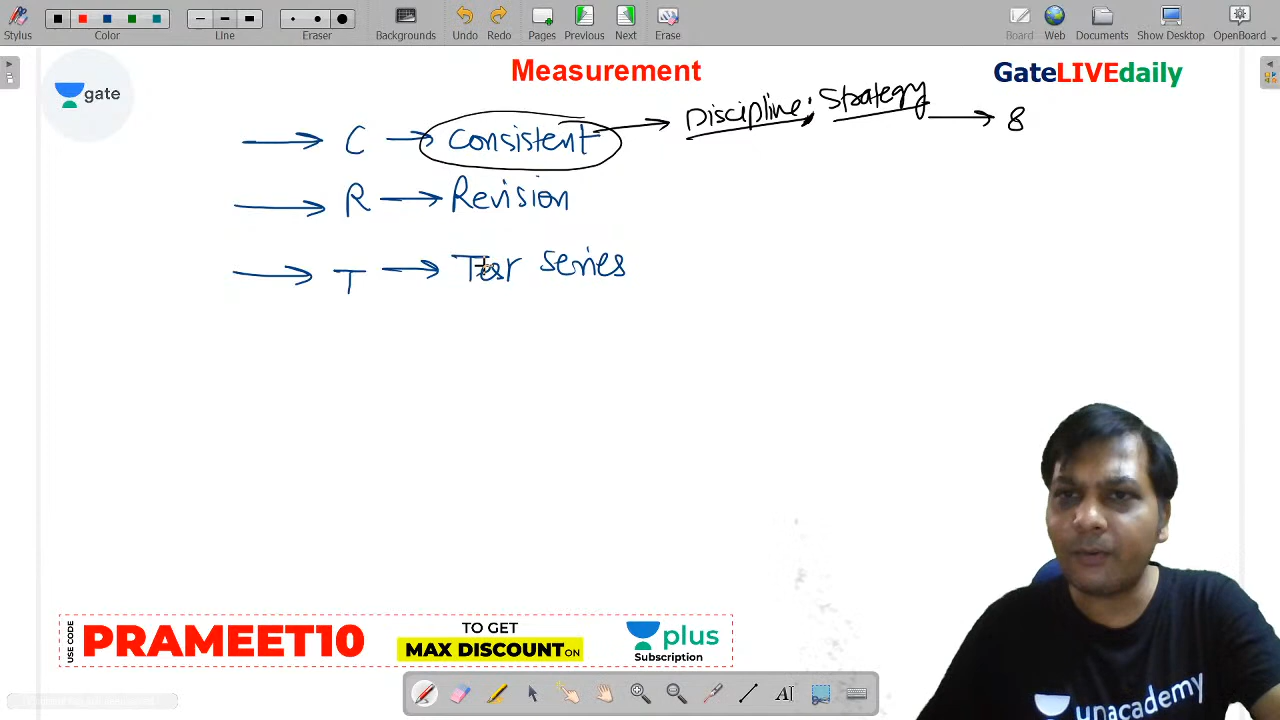 Stylus
Color
Line
Eraser
Backgrounds
Undo
Redo
Pages
Previous
Next
Erase
Board
Web
Documents
Show Desktop
OpenBoard
gate
Measurement
GateLIVEdaily
→ C → Consistent → Discipline; Strategy → 8
→ R → Revision
→ T → Test series
USE CODE
PRAMEET10
TO GET
MAX DISCOUNT ON
plus
Subscription
unacademy